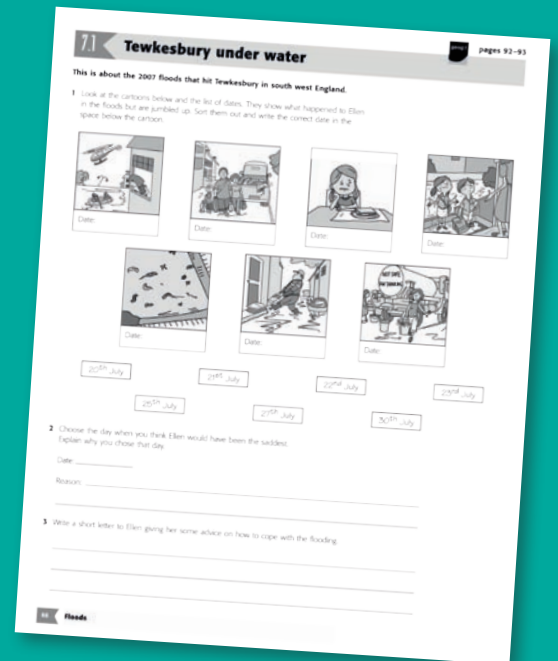 7.1 Tewkesbury under water
pages 92–93
This is about the 2007 floods that hit Tewkesbury in south west England.
1 Look at the cartoons below and the list of dates. They show what happened to Ellen
in the floods but are jumbled up. Sort them out and write the correct date in the
space below the cartoon.
Date:
Date:
Date:
Date:
NOT SAFE
FOR DRINKING
Date:
Date:
Date:
20th July
21st July
22nd July
23rd July
25th July
27th July
30th July
2 Choose the day when you think Ellen would have been the saddest.
Explain why you chose that day.
Date:
Reason:
3 Write a short letter to Ellen giving her some advice on how to cope with the flooding.
Floods